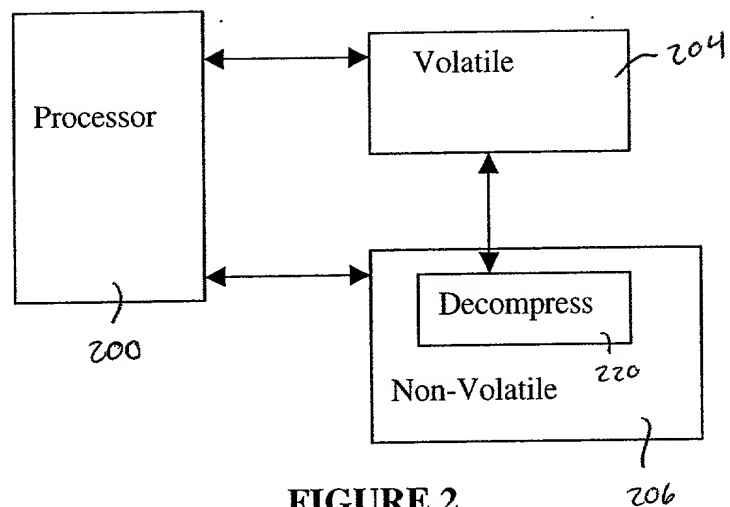 Volatile
204
Processor
Decompress
200
220
Non-Volatile
FIGURE 2
206